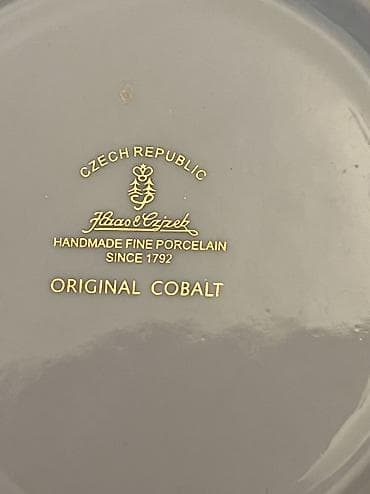 CZECH REPUBLIC
Haas & Czjzek
HANDMADE FINE PORCELAIN
SINCE 1792
ORIGINAL COBALT